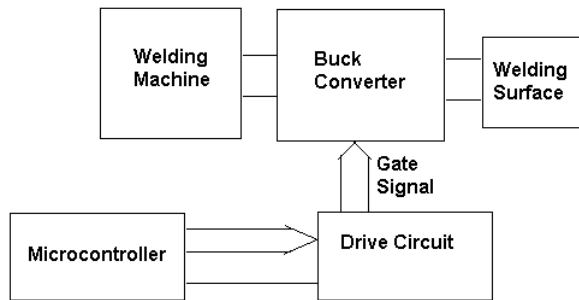 Welding
Machine
Buck
Converter
Welding
Surface
Gate
Signal
Microcontroller
Drive Circuit